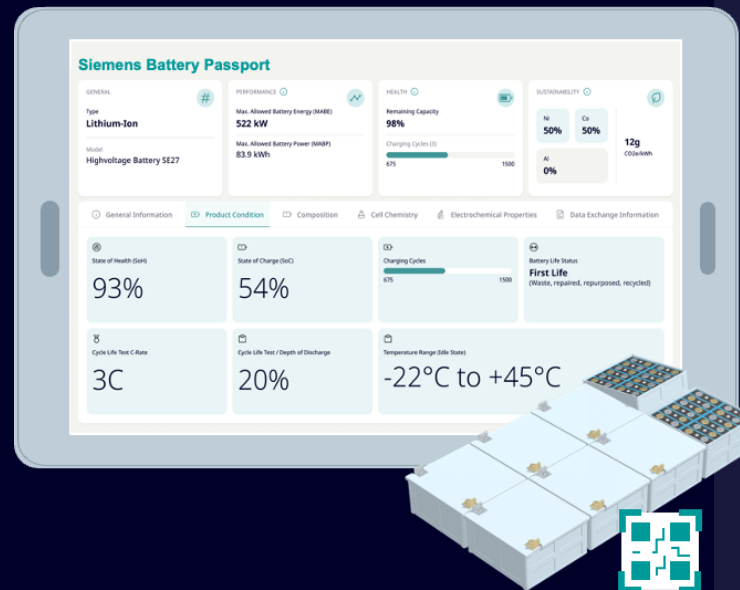 Siemens Battery Passport
GENERAL
Type
Lithium-Ion
Model
Highvoltage Battery SE27
PERFORMANCE
Max. Allowed Battery Energy (MABE)
522 kW
Max. Allowed Battery Power (MABP)
83.9 kWh
HEALTH
Remaining Capacity
98%
Charging Cycles (3)
675 1500
SUSTAINABILITY
Ni
50%
Co
50%
Al
0%
12g
CO2e/kWh
General Information Product Condition Composition Cell Chemistry Electrochemical Properties Data Exchange Information
State of Health (SoH)
93%
State of Charge (SoC)
54%
Charging Cycles
675 1500
Battery Life Status
First Life
(Waste, repaired, repurposed, recycled)
Cycle Life Test C-Rate
3C
Cycle Life Test / Depth of Discharge
20%
Temperature Range (Idle State)
-22°C to +45°C